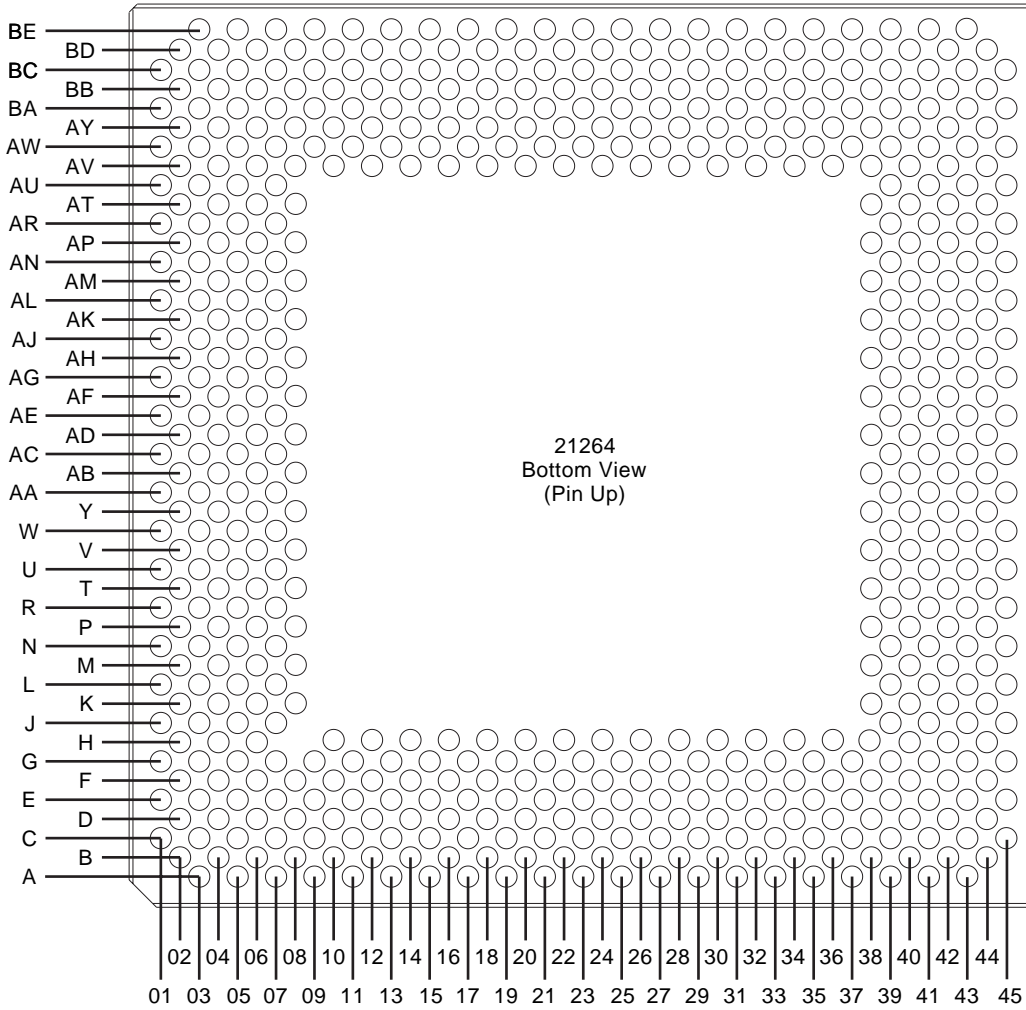 BE
BD
BC
BB
BA
AY
AW
AV
AU
AT
AR
AP
AN
AM
AL
AK
AJ
AH
AG
AF
AE
AD
AC
AB
AA
Y
W
V
U
T
R
P
N
M
L
K
J
H
G
F
E
D
C
B
A
21264
Bottom View
(Pin Up)
02 04 06 08 10 12 14 16 18 20 22 24 26 28 30 32 34 36 38 40 42 44
01 03 05 07 09 11 13 15 17 19 21 23 25 27 29 31 33 35 37 39 41 43 45